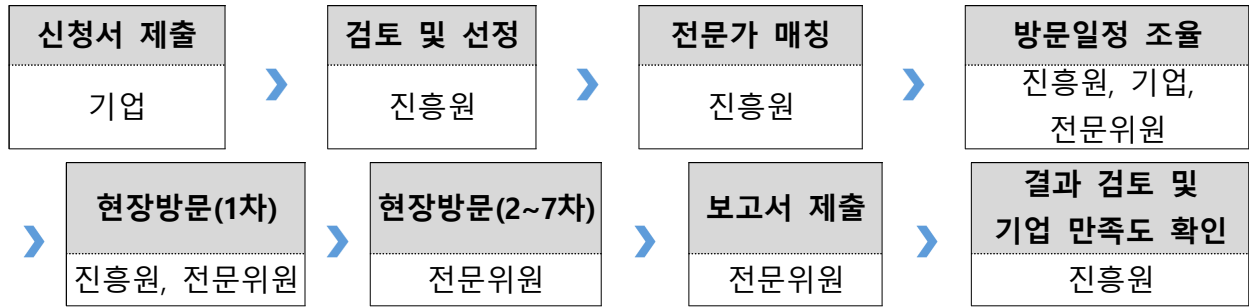 신청서 제출
기업
검토 및 선정
진흥원
전문가 매칭
진흥원
방문일정 조율
진흥원, 기업,
전문위원
현장방문(1차)
진흥원, 전문위원
현장방문(2~7차)
전문위원
보고서 제출
전문위원
결과 검토 및
기업 만족도 확인
진흥원